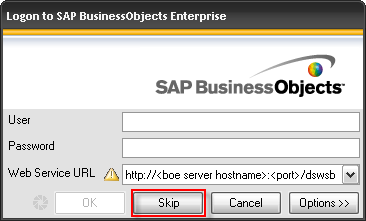 Logon to SAP BusinessObjects Enterprise
SAP BusinessObjects™
User
Password
Web Service URL http://<boe server hostname>:<port>/dswsb
OK Skip Cancel Options >>